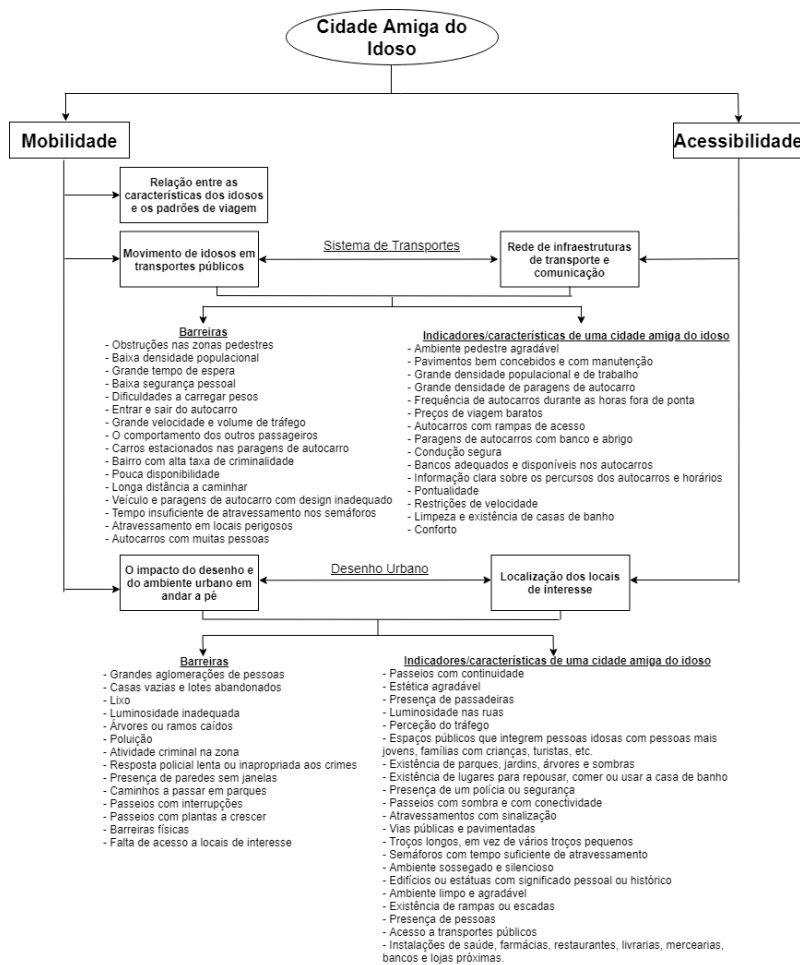 Cidade Amiga do
Idoso
Mobilidade
Acessibilidade
Relação entre as
características dos idosos
e os padrões de viagem
Movimento de idosos em
transportes públicos
Sistema de Transportes
Rede de infraestruturas
de transporte e
comunicação
Barreiras
- Obstruções nas zonas pedestres
- Baixa densidade populacional
- Grande tempo de espera
- Baixa segurança pessoal
- Dificuldades a carregar pesos
- Entrar e sair do autocarro
- Grande velocidade e volume de tráfego
- O comportamento dos outros passageiros
- Carros estacionados nas paragens de autocarro
- Bairro com alta taxa de criminalidade
- Pouca disponibilidade
- Longa distância a caminhar
- Veículo e paragens de autocarro com design inadequado
- Tempo insuficiente de atravessamento nos semáforos
- Atravessamento em locais perigosos
- Autocarros com muitas pessoas
Indicadores/características de uma cidade amiga do idoso
- Ambiente pedestre agradável
- Pavimentos bem concebidos e com manutenção
- Grande densidade populacional e de trabalho
- Grande densidade de paragens de autocarro
- Frequência de autocarros durante as horas fora de ponta
- Preços de viagem baratos
- Autocarros com rampas de acesso
- Paragens de autocarros com banco e abrigo
- Condução segura
- Bancos adequados e disponíveis nos autocarros
- Informação clara sobre os percursos dos autocarros e horários
- Pontualidade
- Restrições de velocidade
- Limpeza e existência de casas de banho
- Conforto
O impacto do desenho e
do ambiente urbano em
andar a pé
Desenho Urbano
Localização dos locais
de interesse
Barreiras
- Grandes aglomerações de pessoas
- Casas vazias e lotes abandonados
- Lixo
- Luminosidade inadequada
- Árvores ou ramos caídos
- Poluição
- Atividade criminal na zona
- Resposta policial lenta ou inapropriada aos crimes
- Presença de paredes sem janelas
- Caminhos a passar em parques
- Passeios com interrupções
- Passeios com plantas a crescer
- Barreiras físicas
- Falta de acesso a locais de interesse
Indicadores/características de uma cidade amiga do idoso
- Passeios com continuidade
- Estética agradável
- Presença de passadeiras
- Luminosidade nas ruas
- Perceção do tráfego
- Espaços públicos que integrem pessoas idosas com pessoas mais
jovens, famílias com crianças, turistas, etc.
- Existência de parques, jardins, árvores e sombras
- Existência de lugares para repousar, comer ou usar a casa de banho
- Presença de um polícia ou segurança
- Passeios com sombra e com conectividade
- Atravessamentos com sinalização
- Vias públicas e pavimentadas
- Troços longos, em vez de vários troços pequenos
- Semáforos com tempo suficiente de atravessamento
- Ambiente sossegado e silencioso
- Edifícios ou estátuas com significado pessoal ou histórico
- Ambiente limpo e agradável
- Existência de rampas ou escadas
- Presença de pessoas
- Acesso a transportes públicos
- Instalações de saúde, farmácias, restaurantes, livrarias, mercearias,
bancos e lojas próximas.